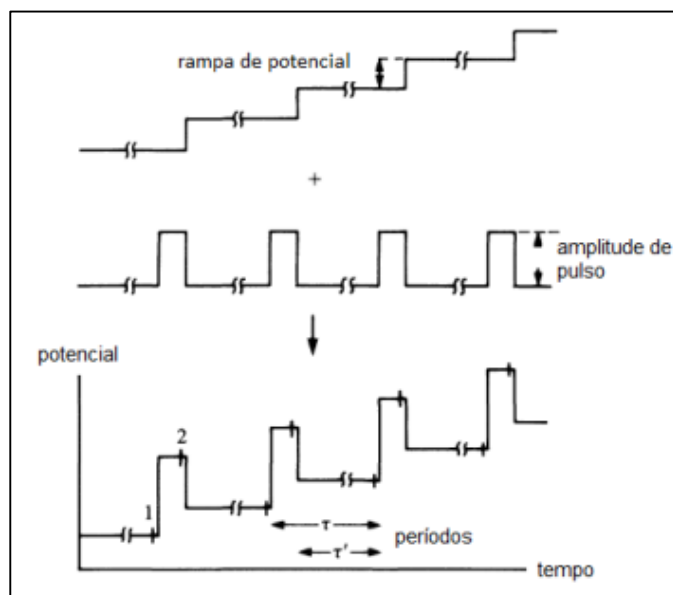 rampa de potencial
+
amplitude de
pulso
potencial
2
1
τ
períodos
τ'
tempo